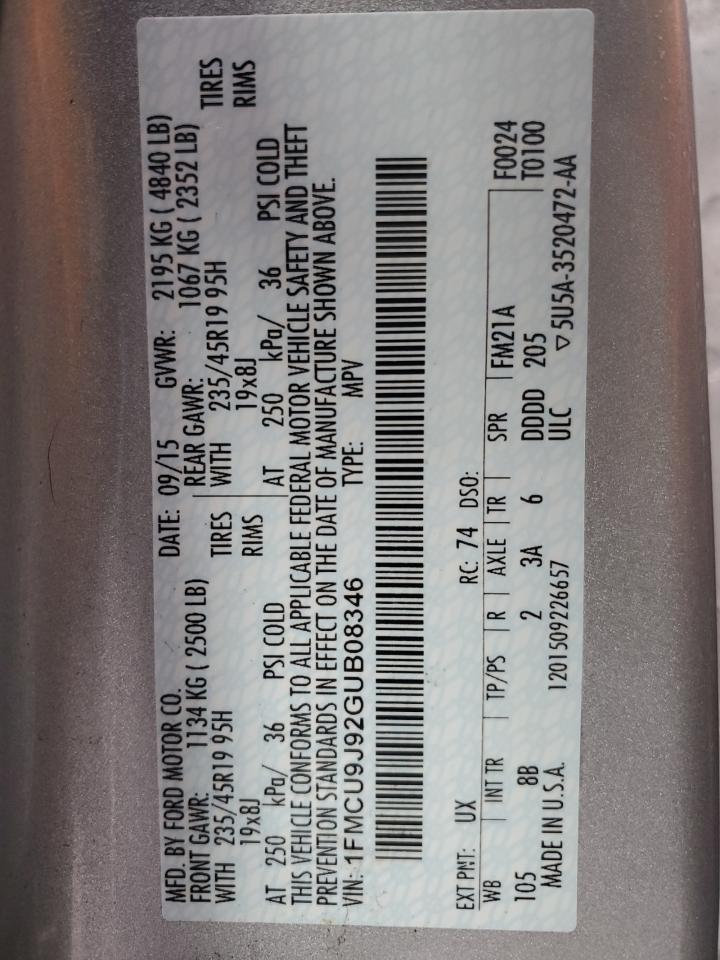 MFD. BY FORD MOTOR CO. DATE: 09/15 GVWR: 2195 KG ( 4840 LB)
FRONT GAWR: 1134 KG ( 2500 LB) REAR GAWR: 1067 KG ( 2352 LB)
WITH 235/45R19 95H TIRES WITH 235/45R19 95H TIRES
19x8J RIMS 19x8J RIMS
AT 250 kPa/ 36 PSI COLD AT 250 kPa/ 36 PSI COLD
THIS VEHICLE CONFORMS TO ALL APPLICABLE FEDERAL MOTOR VEHICLE SAFETY AND THEFT
PREVENTION STANDARDS IN EFFECT ON THE DATE OF MANUFACTURE SHOWN ABOVE.
VIN: 1FMCU9J92GUB08346 TYPE: MPV
EXT PNT: UX RC: 74 DSO:
WB INT TR TP/PS R AXLE TR SPR FM21A F0024
105 8B 2 3A 6 DDDD 205 T0100
MADE IN U.S.A. 1201509226657 ULC ▽5U5A-3520472-AA